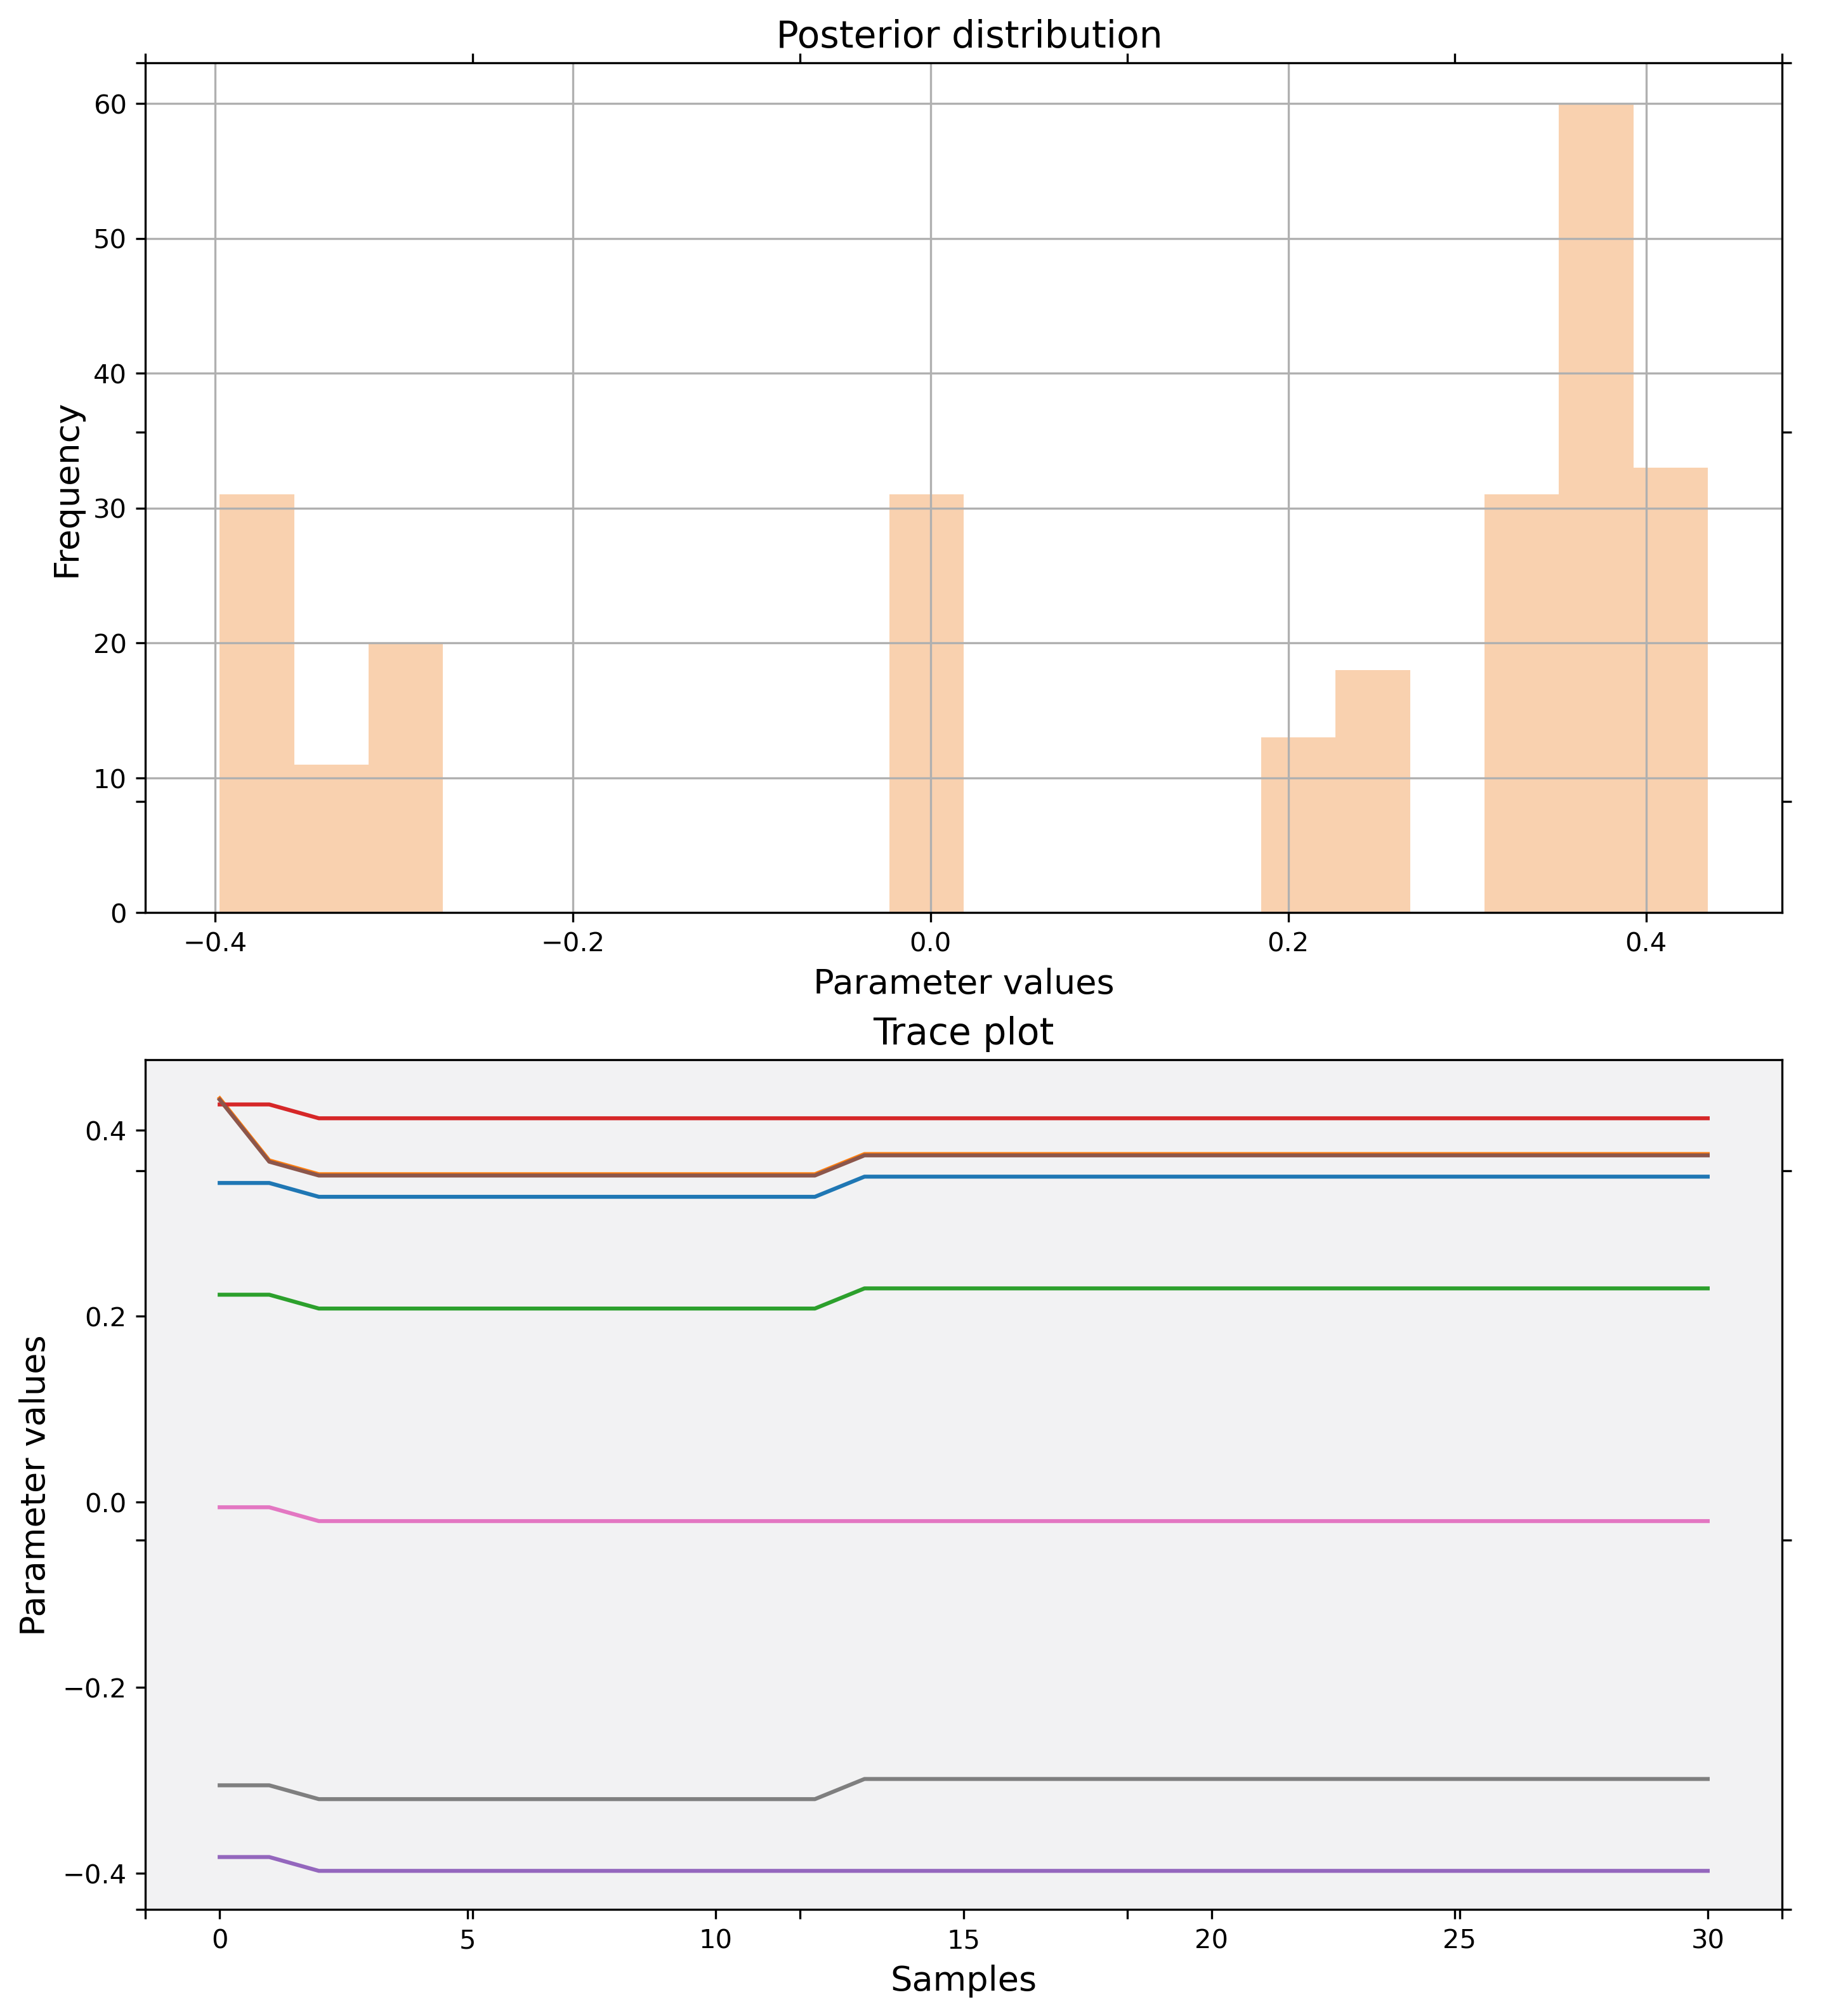 Posterior distribution
60
50
40
30
20
10
0
Frequency
−0.4 −0.2 0.0 0.2 0.4
Parameter values
Trace plot
0.4
0.2
0.0
−0.2
−0.4
Parameter values
0 5 10 15 20 25 30
Samples